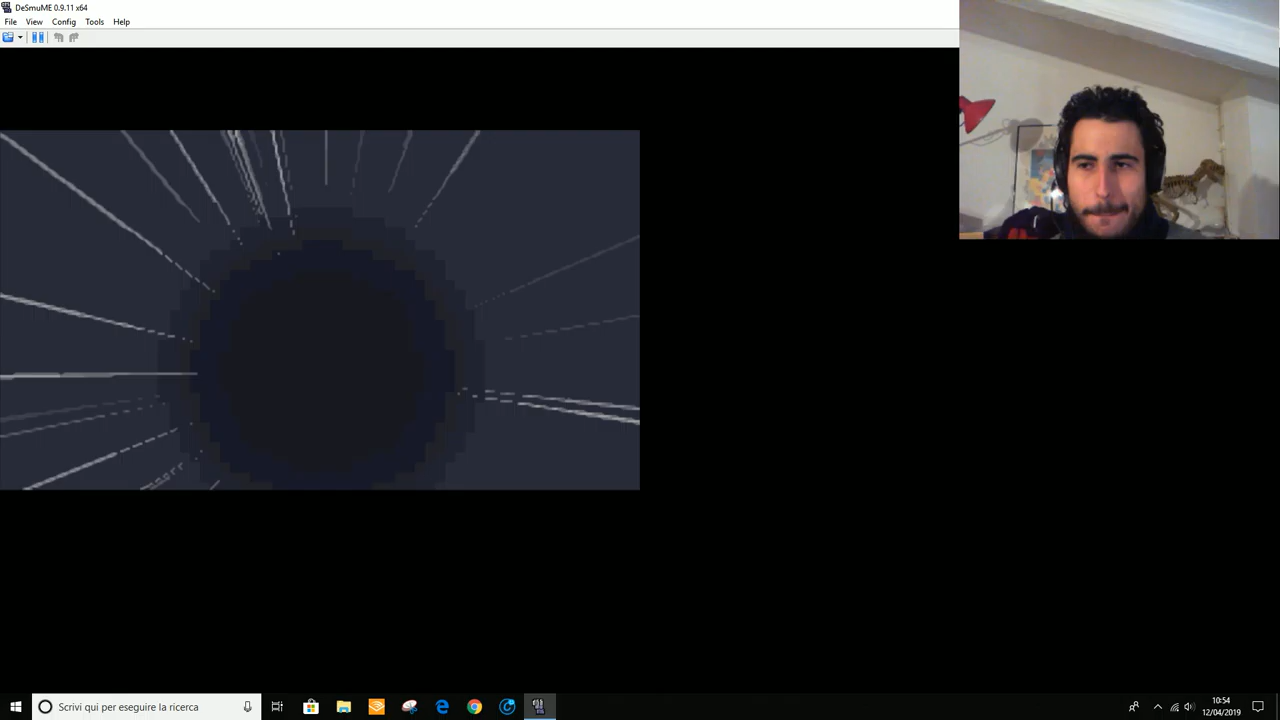 DeSmuME 0.9.11 x64
File View Config Tools Help
Scrivi qui per eseguire la ricerca
10:54
12/04/2019